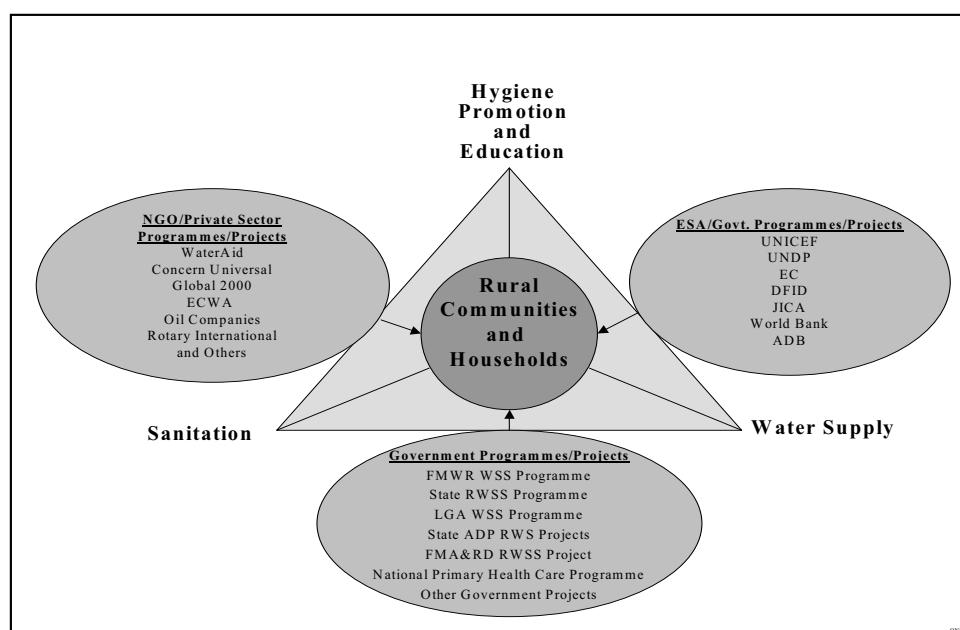 Hygiene
Promotion
and
Education
NGO/Private Sector
Programmes/Projects
WaterAid
Concern Universal
Global 2000
ECWA
Oil Companies
Rotary International
and Others
ESA/Govt. Programmes/Projects
UNICEF
UNDP
EC
DFID
JICA
World Bank
ADB
Rural
Communities
and
Households
Sanitation
Water Supply
Government Programmes/Projects
FMWR WSS Programme
State RWSS Programme
LGA WSS Programme
State ADP RWS Projects
FMA&RD RWSS Project
National Primary Health Care Programme
Other Government Projects